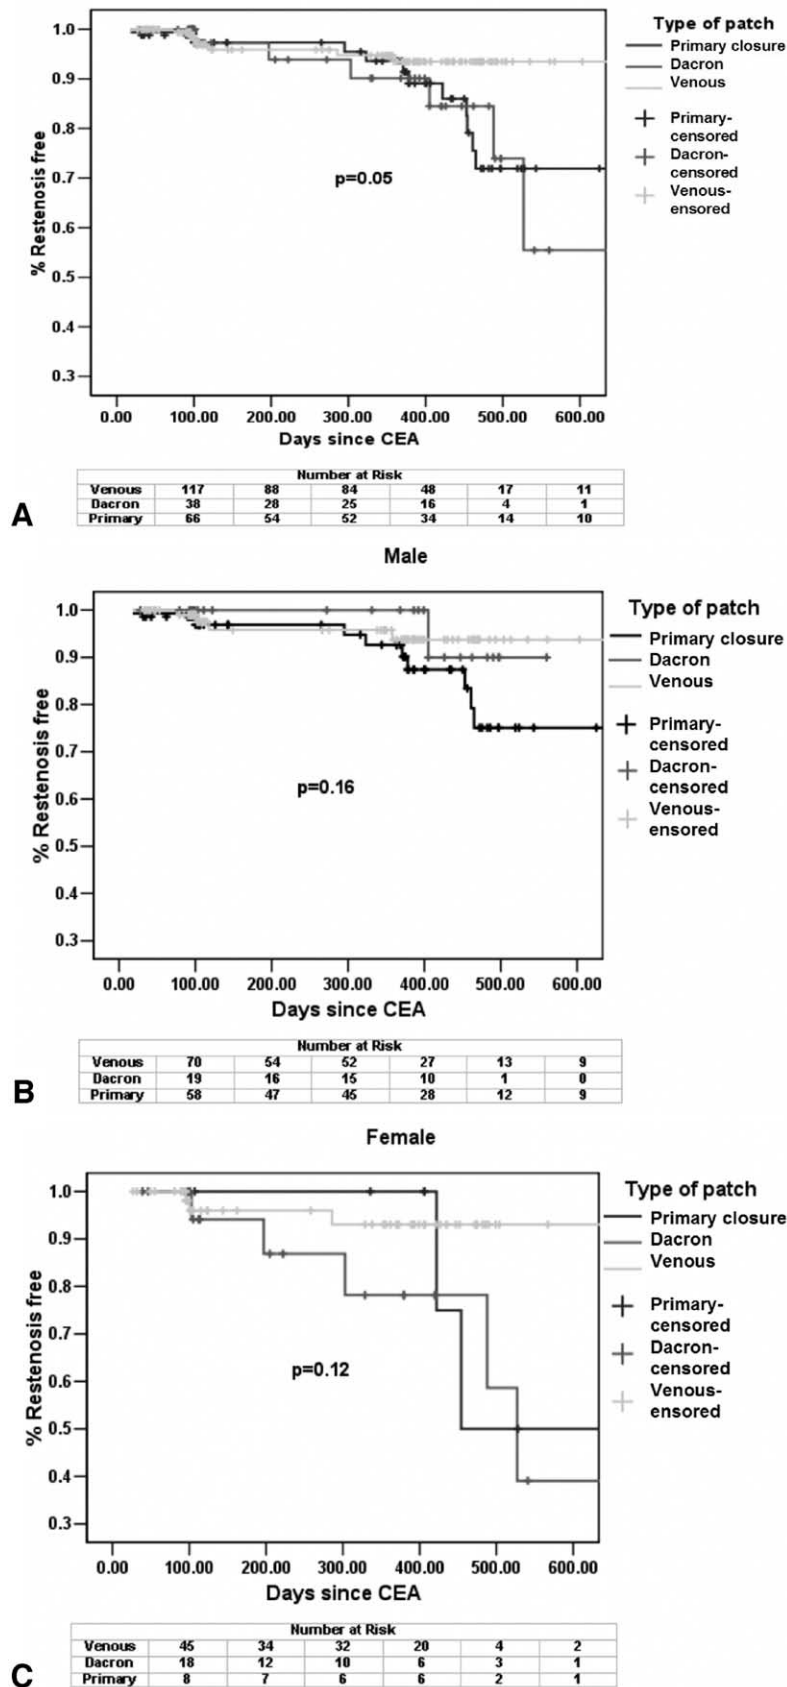 1.0
0.9
0.8
0.7
0.6
0.5
0.4
0.3
% Restenosis free
p=0.05
0.00 100.00 200.00 300.00 400.00 500.00 600.00
Days since CEA
Type of patch
Primary closure
Dacron
Venous
Primary-
censored
Dacron-
censored
Venous-
ensored
Number at Risk
Venous 117 88 84 48 17 11
Dacron 38 28 25 16 4 1
Primary 66 54 52 34 14 10
A
Male
1.0
0.9
0.8
0.7
0.6
0.5
0.4
0.3
% Restenosis free
p=0.16
0.00 100.00 200.00 300.00 400.00 500.00 600.00
Days since CEA
Type of patch
Primary closure
Dacron
Venous
Primary-
censored
Dacron-
censored
Venous-
ensored
Number at Risk
Venous 70 54 52 27 13 9
Dacron 19 16 15 10 1 0
Primary 58 47 45 28 12 9
B
Female
1.0
0.9
0.8
0.7
0.6
0.5
0.4
0.3
% Restenosis free
p=0.12
0.00 100.00 200.00 300.00 400.00 500.00 600.00
Days since CEA
Type of patch
Primary closure
Dacron
Venous
Primary-
censored
Dacron-
censored
Venous-
ensored
Number at Risk
Venous 45 34 32 20 4 2
Dacron 18 12 10 6 3 1
Primary 8 7 6 6 2 1
C